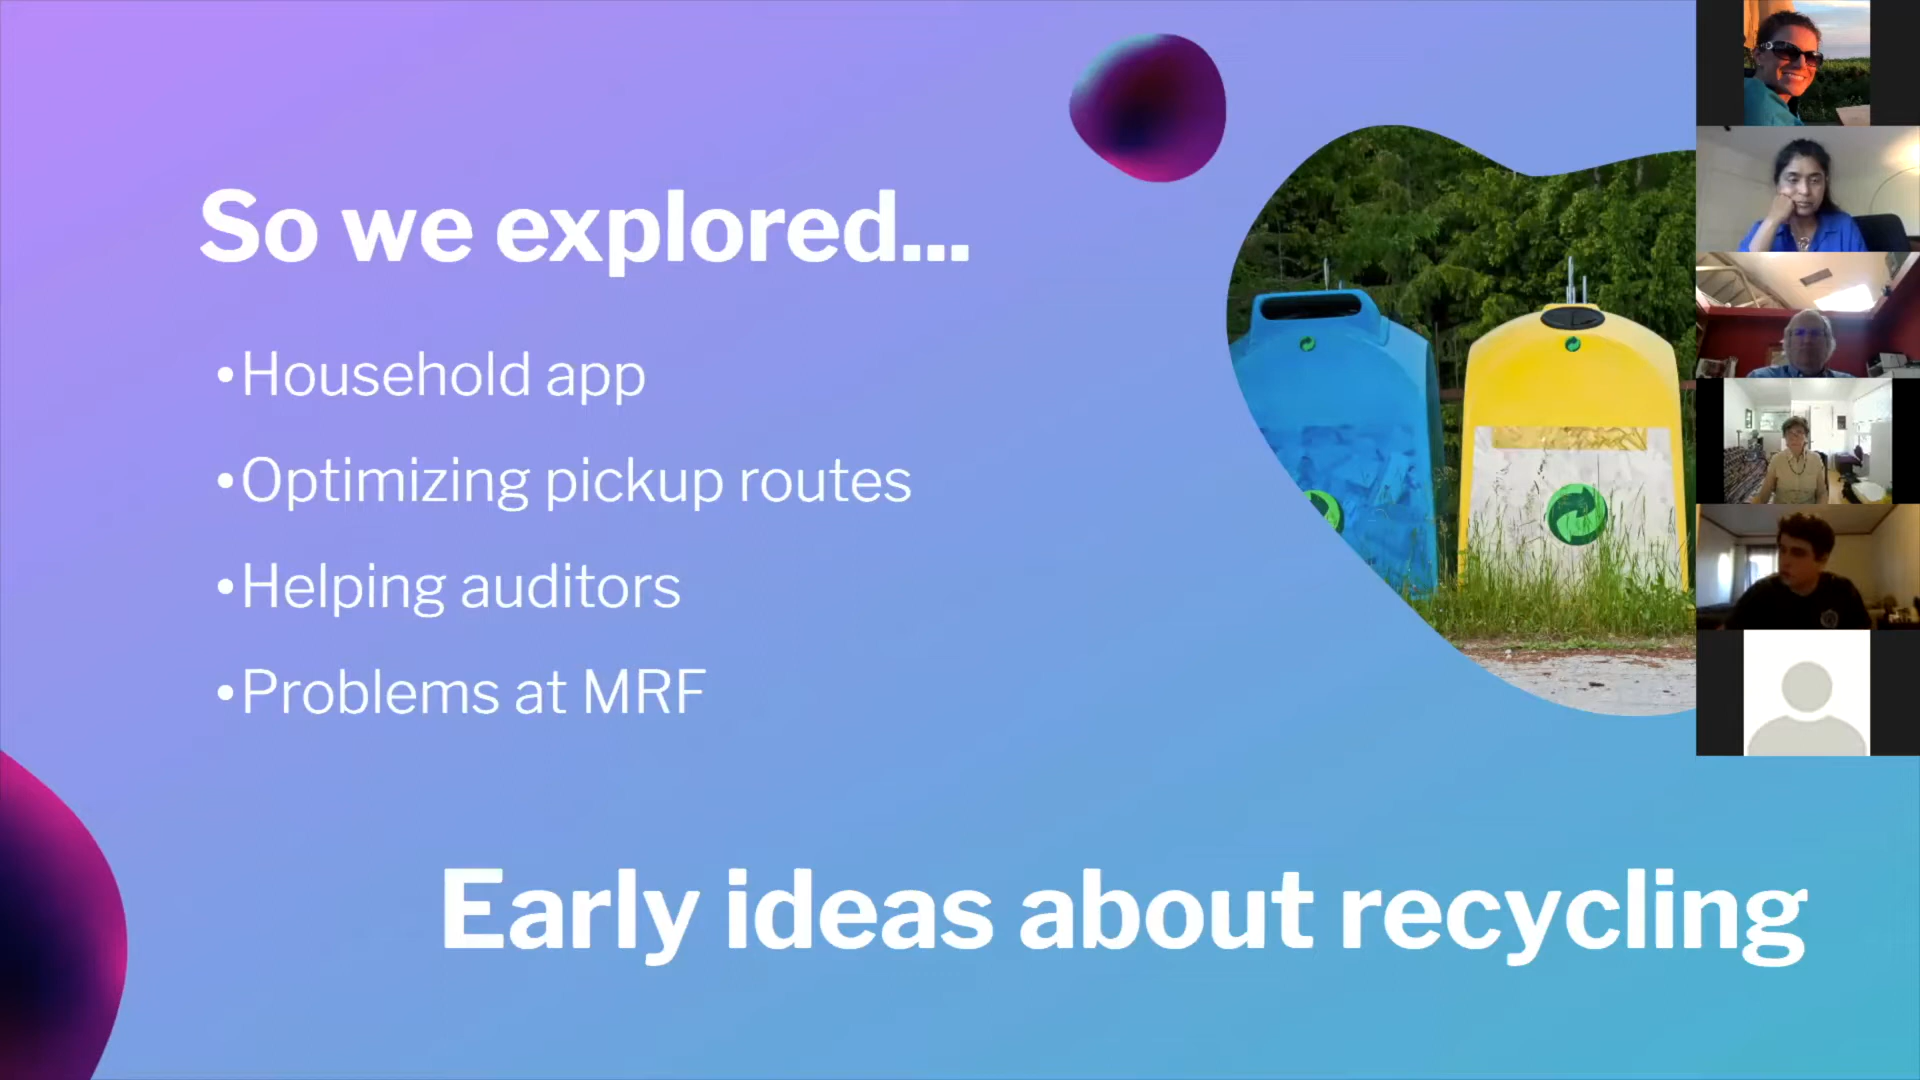 So we explored...
•Household app
•Optimizing pickup routes
•Helping auditors
•Problems at MRF
Early ideas about recycling